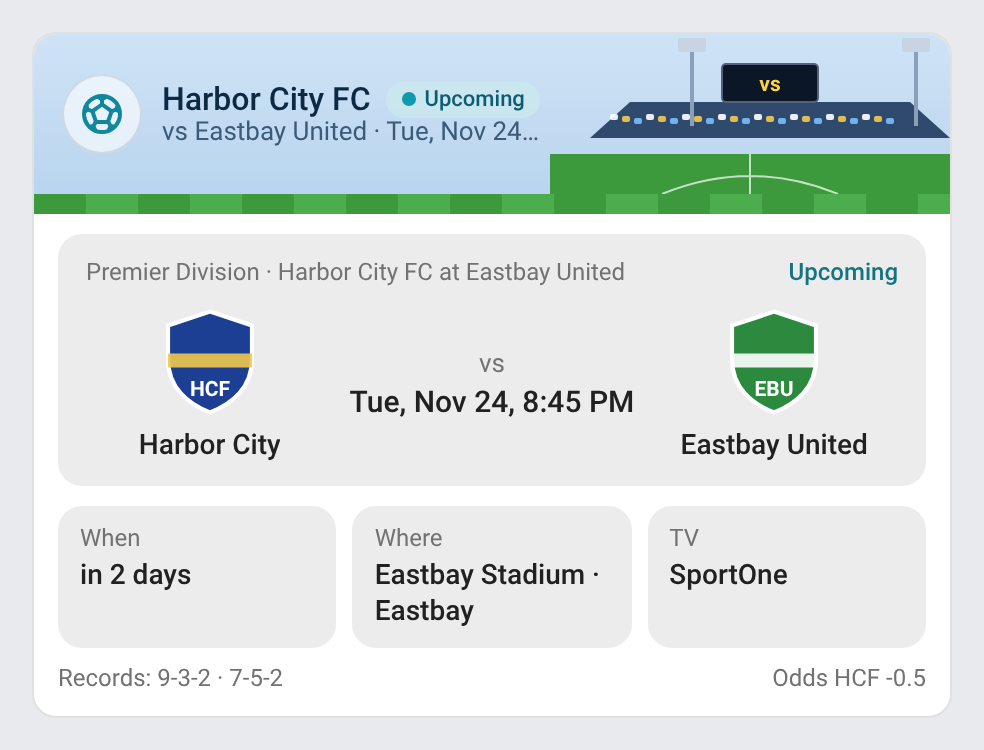 Harbor City FC
Upcoming
vs Eastbay United · Tue, Nov 24…
vs
Premier Division · Harbor City FC at Eastbay United
Upcoming
HCF
Harbor City
vs
Tue, Nov 24, 8:45 PM
EBU
Eastbay United
When
in 2 days
Where
Eastbay Stadium ·
Eastbay
TV
SportOne
Records: 9-3-2 · 7-5-2
Odds HCF -0.5